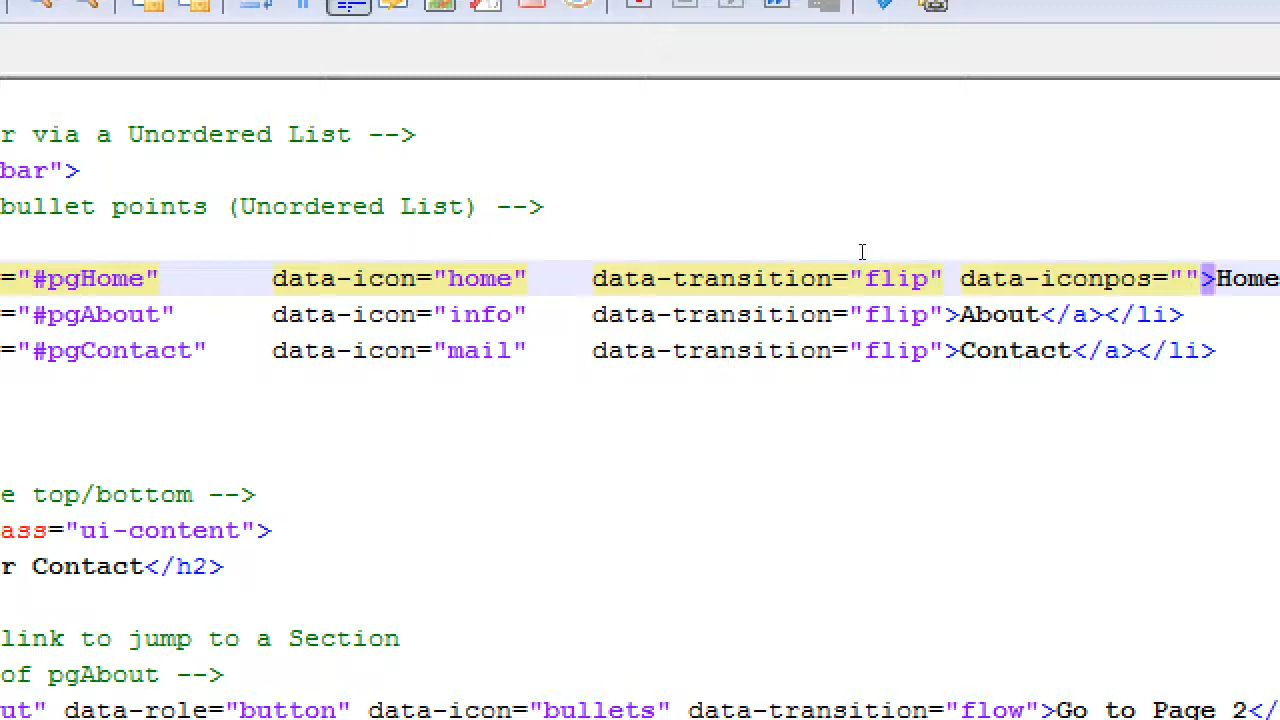 r via a Unordered List -->
bar">
bullet points (Unordered List) -->
="#pgHome" data-icon="home" data-transition="flip" data-iconpos="">Home
="#pgAbout" data-icon="info" data-transition="flip">About</a></li>
="#pgContact" data-icon="mail" data-transition="flip">Contact</a></li>
e top/bottom -->
ass="ui-content">
r Contact</h2>
link to jump to a Section
of pgAbout -->
ut" data-role="button" data-icon="bullets" data-transition="flow">Go to Page 2</